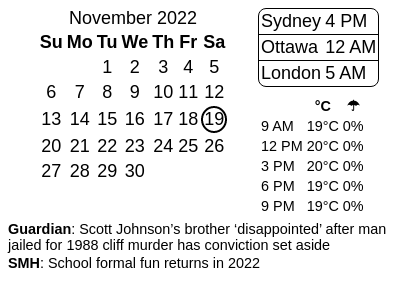 November 2022
Su Mo Tu We Th Fr Sa
1 2 3 4 5
6 7 8 9 10 11 12
13 14 15 16 17 18 19
20 21 22 23 24 25 26
27 28 29 30
Sydney 4 PM
Ottawa 12 AM
London 5 AM
°C ☂
9 AM 19°C 0%
12 PM 20°C 0%
3 PM 20°C 0%
6 PM 19°C 0%
9 PM 19°C 0%
Guardian: Scott Johnson’s brother ‘disappointed’ after man
jailed for 1988 cliff murder has conviction set aside
SMH: School formal fun returns in 2022